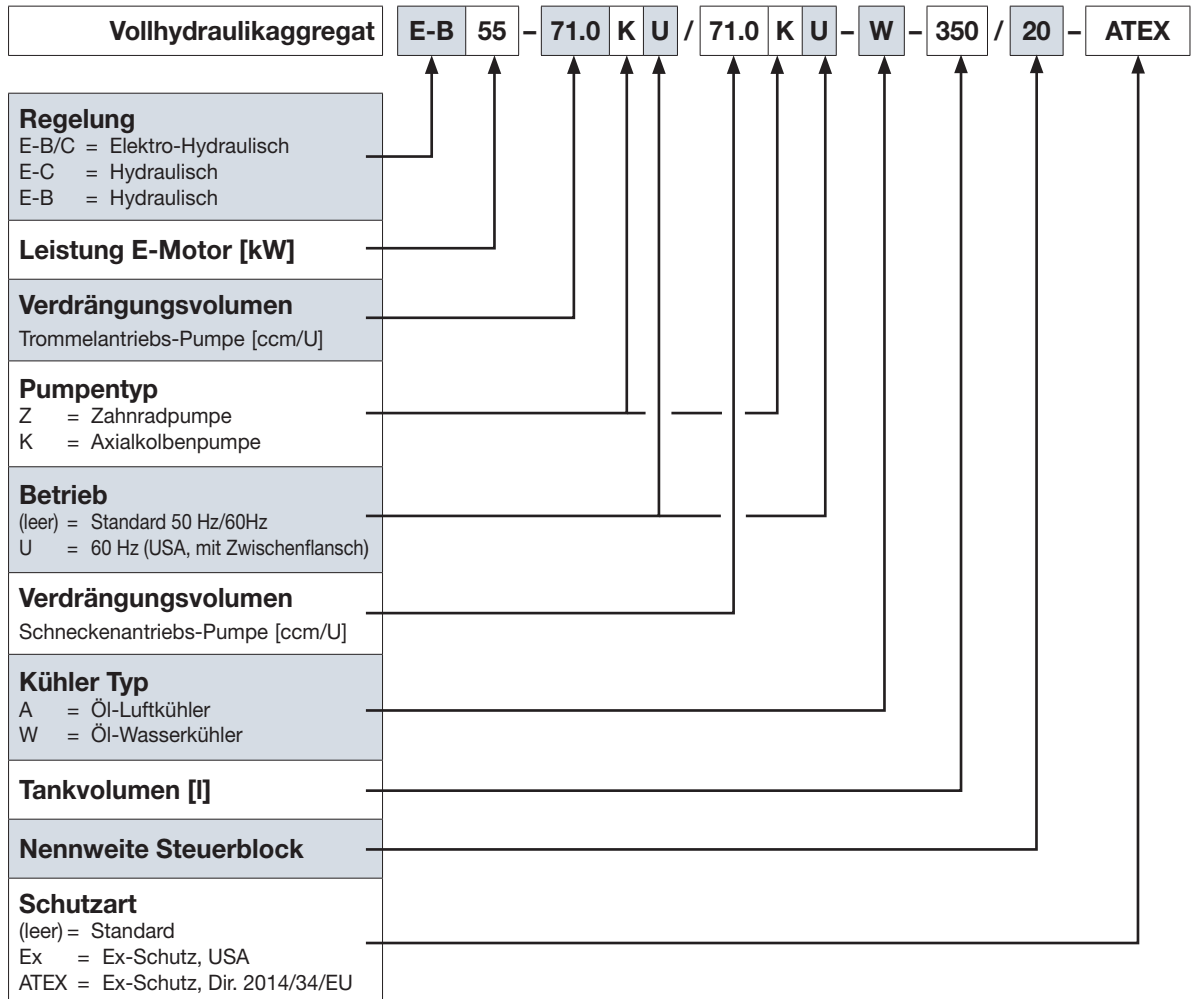 Vollhydraulikaggregat E-B 55 – 71.0 K U / 71.0 K U – W – 350 / 20 – ATEX
Regelung
E-B/C = Elektro-Hydraulisch
E-C = Hydraulisch
E-B = Hydraulisch
Leistung E-Motor [kW]
Verdrängungsvolumen
Trommelantriebs-Pumpe [ccm/U]
Pumpentyp
Z = Zahnradpumpe
K = Axialkolbenpumpe
Betrieb
(leer) = Standard 50 Hz/60Hz
U = 60 Hz (USA, mit Zwischenflansch)
Verdrängungsvolumen
Schneckenantriebs-Pumpe [ccm/U]
Kühler Typ
A = Öl-Luftkühler
W = Öl-Wasserkühler
Tankvolumen [l]
Nennweite Steuerblock
Schutzart
(leer) = Standard
Ex = Ex-Schutz, USA
ATEX = Ex-Schutz, Dir. 2014/34/EU